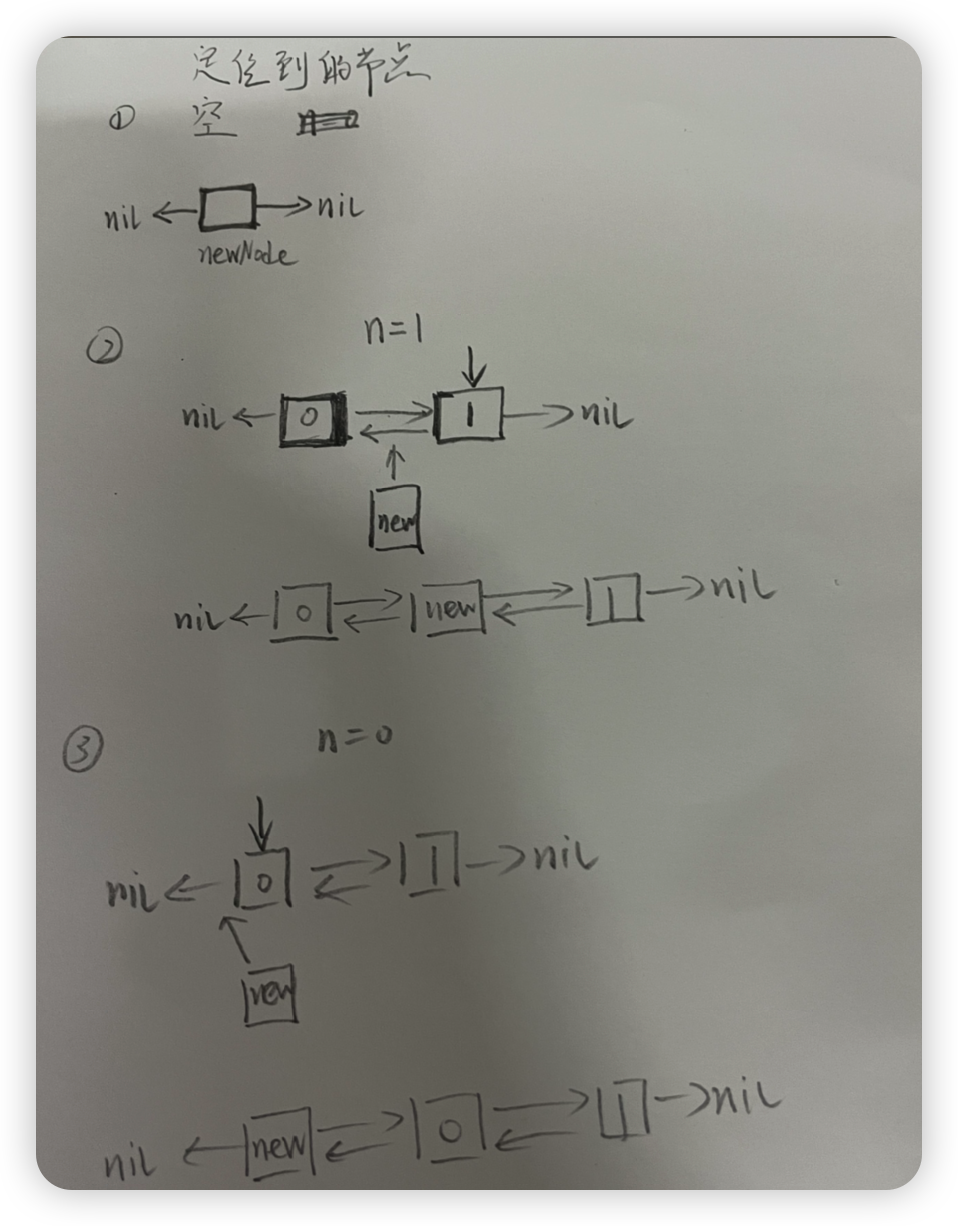 定位到的节点
① 空
nil nil
newNode
② n=1
nil 0 1 nil
new
nil 0 new 1 nil
③ n=0
nil 0 1 nil
new
nil new 0 1 nil